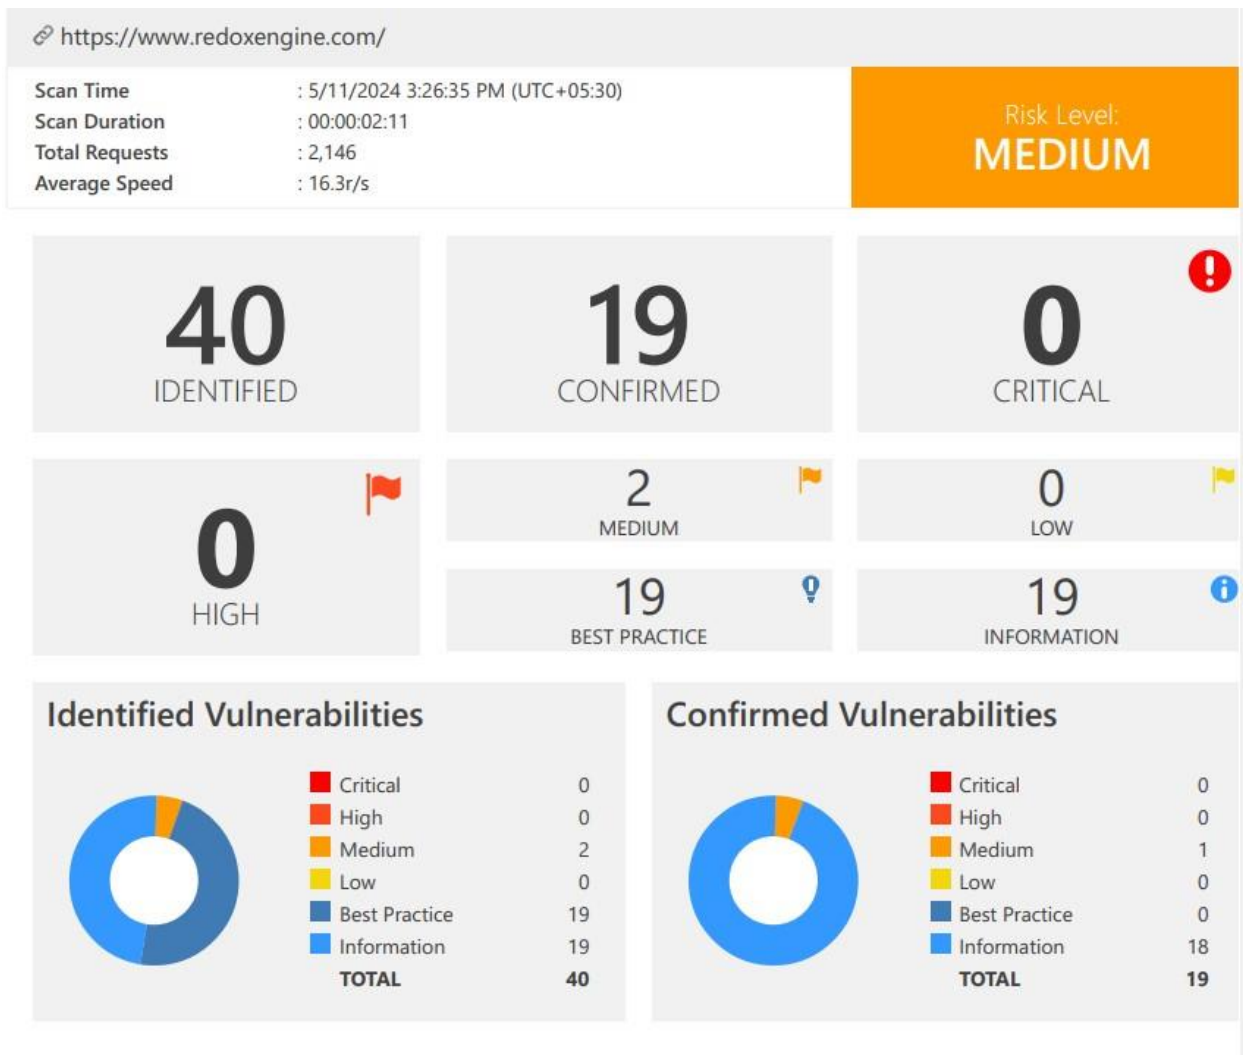 https://www.redoxengine.com/
Scan Time : 5/11/2024 3:26:35 PM (UTC+05:30)
Scan Duration : 00:00:02:11
Total Requests : 2,146
Average Speed : 16.3r/s
Risk Level:
MEDIUM
40
IDENTIFIED
19
CONFIRMED
0
CRITICAL
0
HIGH
2
MEDIUM
0
LOW
19
BEST PRACTICE
19
INFORMATION
Identified Vulnerabilities
Critical 0
High 0
Medium 2
Low 0
Best Practice 19
Information 19
TOTAL 40
Confirmed Vulnerabilities
Critical 0
High 0
Medium 1
Low 0
Best Practice 0
Information 18
TOTAL 19